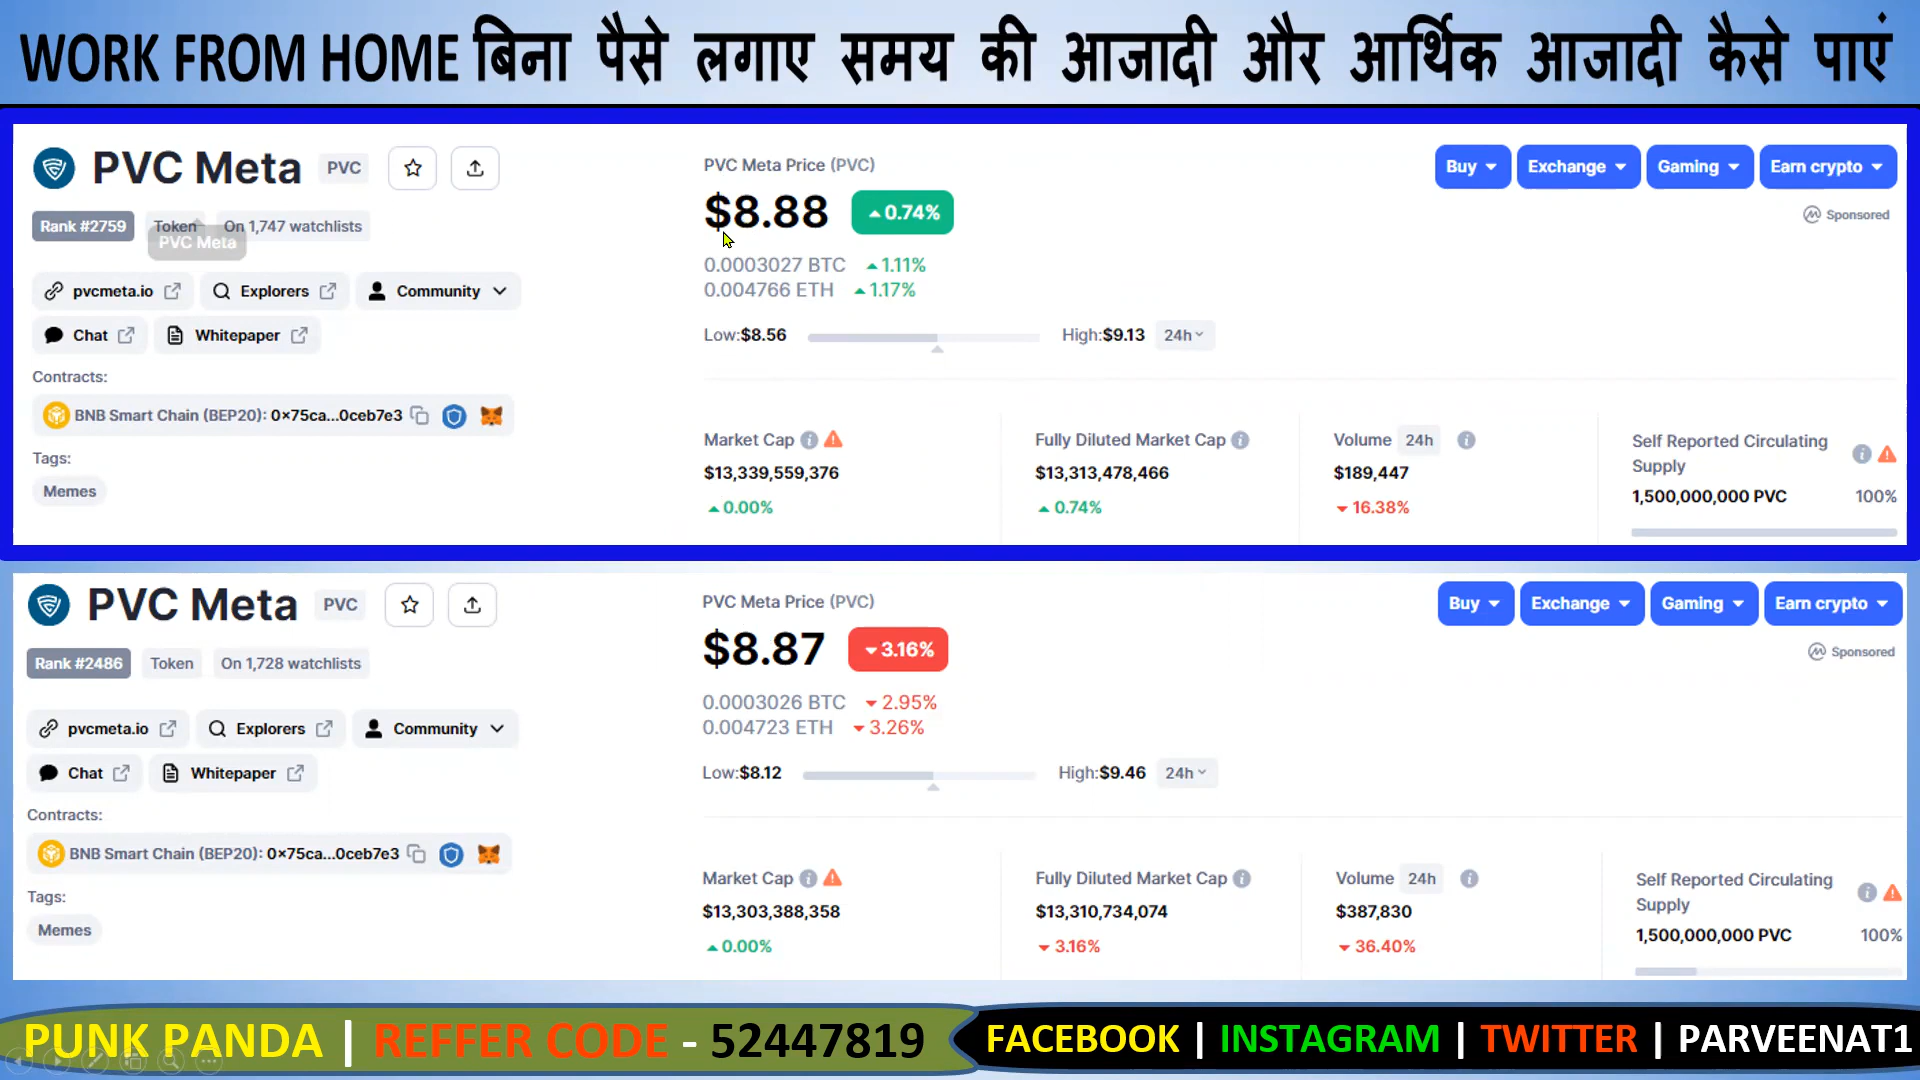 WORK FROM HOME बिना पैसे लगाए समय की आजादी और आर्थिक आजादी कैसे पाएं
PVC Meta PVC
Rank #2759 Token On 1,747 watchlists
PVC Meta
pvcmeta.io Explorers Community
Chat Whitepaper
Contracts:
BNB Smart Chain (BEP20): 0x75ca...0ceb7e3
Tags:
Memes
PVC Meta Price (PVC)
$8.88 0.74%
0.0003027 BTC 1.11%
0.004766 ETH 1.17%
Low:$8.56 High:$9.13 24h
Buy Exchange Gaming Earn crypto
Sponsored
Market Cap
$13,339,559,376
0.00%
Fully Diluted Market Cap
$13,313,478,466
0.74%
Volume 24h
$189,447
16.38%
Self Reported Circulating
Supply
1,500,000,000 PVC 100%
PVC Meta PVC
Rank #2486 Token On 1,728 watchlists
pvcmeta.io Explorers Community
Chat Whitepaper
Contracts:
BNB Smart Chain (BEP20): 0x75ca...0ceb7e3
Tags:
Memes
PVC Meta Price (PVC)
$8.87 3.16%
0.0003026 BTC 2.95%
0.004723 ETH 3.26%
Low:$8.12 High:$9.46 24h
Buy Exchange Gaming Earn crypto
Sponsored
Market Cap
$13,303,388,358
0.00%
Fully Diluted Market Cap
$13,310,734,074
3.16%
Volume 24h
$387,830
36.40%
Self Reported Circulating
Supply
1,500,000,000 PVC 100%
PUNK PANDA | REFFER CODE - 52447819
FACEBOOK | INSTAGRAM | TWITTER | PARVEENAT1